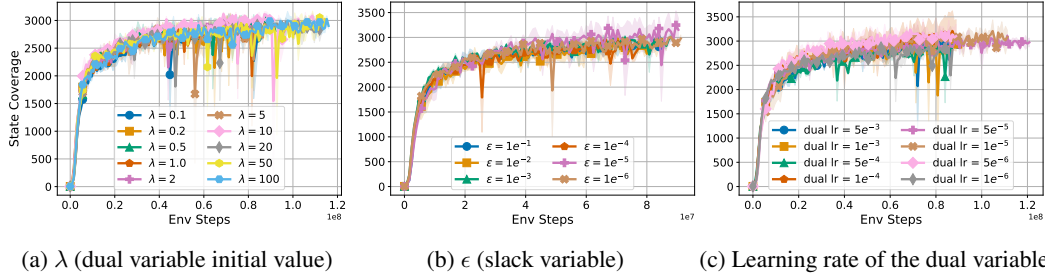 State Coverage
3000
2500
2000
1500
1000
500
0
0.0
0.2
0.4
0.6
0.8
1.0
1.2
1e8
Env Steps
λ = 0.1
λ = 0.2
λ = 0.5
λ = 1.0
λ = 2
λ = 5
λ = 10
λ = 20
λ = 50
λ = 100
3500
3000
2500
2000
1500
1000
500
0
0
2
4
6
8
1e7
Env Steps
ϵ = 1e⁻¹
ϵ = 1e⁻²
ϵ = 1e⁻³
ϵ = 1e⁻⁴
ϵ = 1e⁻⁵
ϵ = 1e⁻⁶
3500
3000
2500
2000
1500
1000
500
0
0.0
0.2
0.4
0.6
0.8
1.0
1.2
1e8
Env Steps
dual lr = 5e⁻³
dual lr = 1e⁻³
dual lr = 5e⁻⁴
dual lr = 1e⁻⁴
dual lr = 5e⁻⁵
dual lr = 5e⁻⁶
dual lr = 1e⁻⁶
(a) λ (dual variable initial value)
(b) ϵ (slack variable)
(c) Learning rate of the dual variable